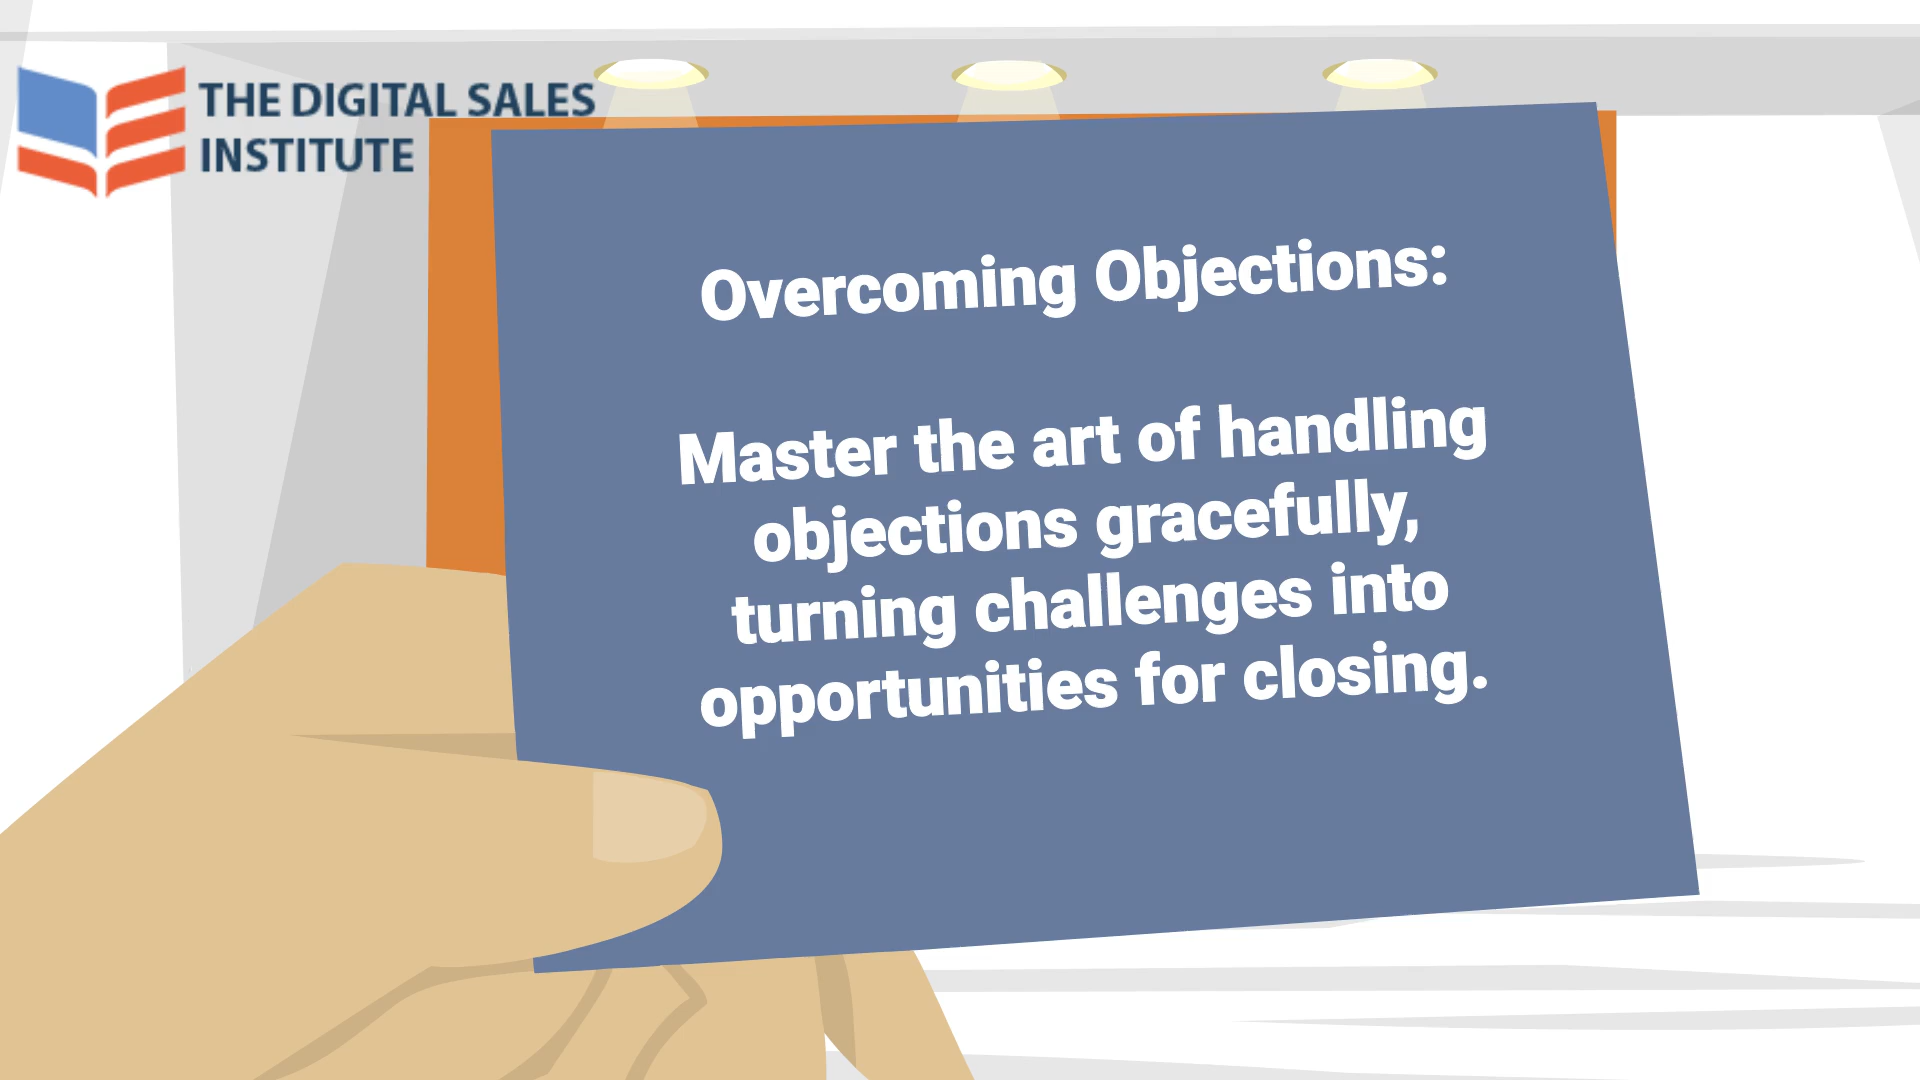 THE DIGITAL SALES
INSTITUTE
Overcoming Objections:
Master the art of handling
objections gracefully,
turning challenges into
opportunities for closing.